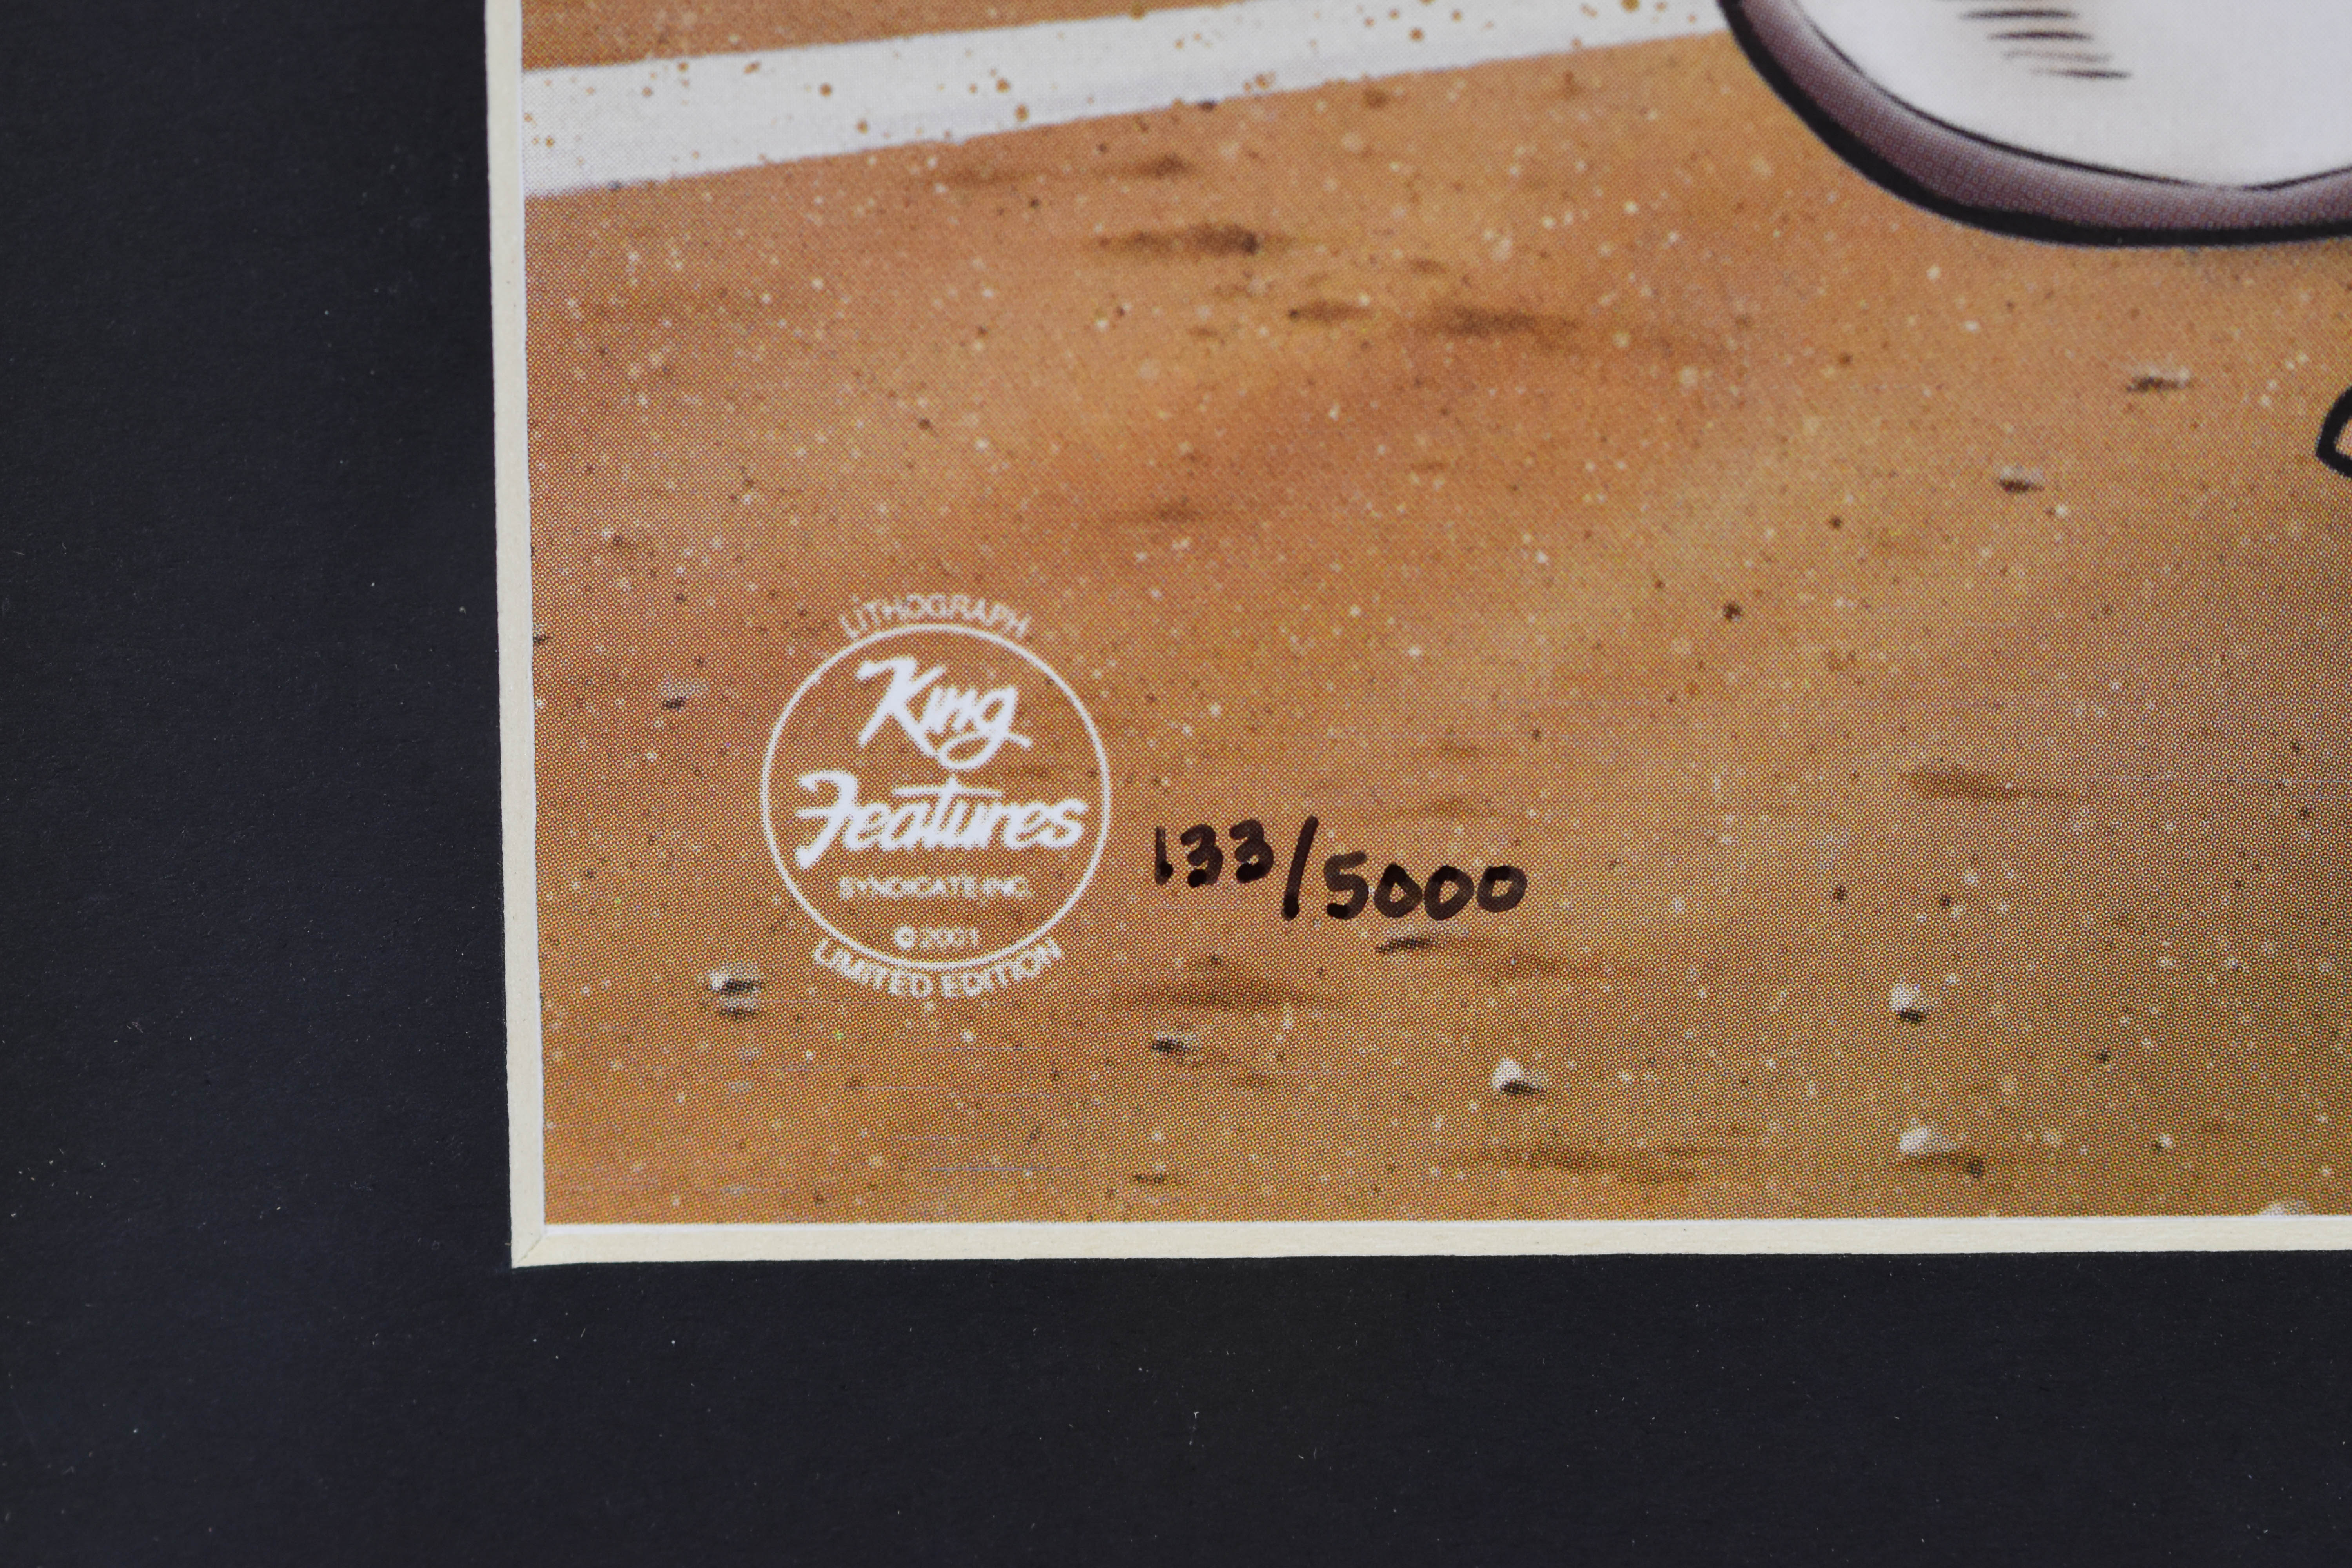 LITHOGRAPH
King
Features
SYNDICATE INC.
©2001
LIMITED EDITION
133/5000